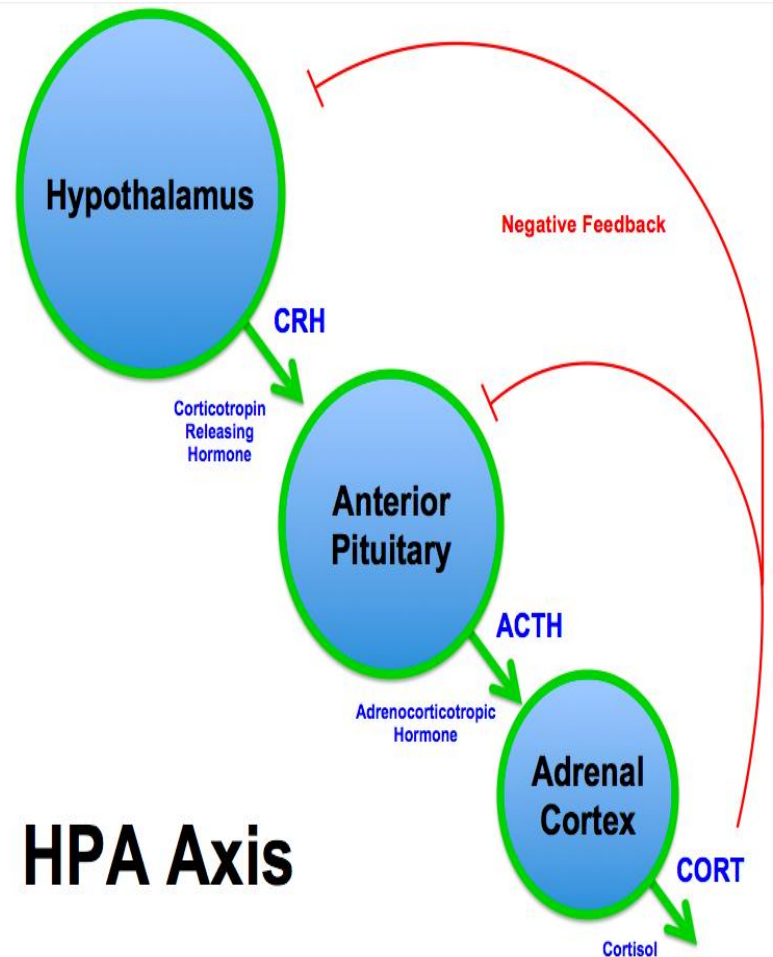 Hypothalamus
Negative Feedback
CRH
Corticotropin
Releasing
Hormone
Anterior
Pituitary
ACTH
Adrenocorticotropic
Hormone
Adrenal
Cortex
HPA Axis
CORT
Cortisol